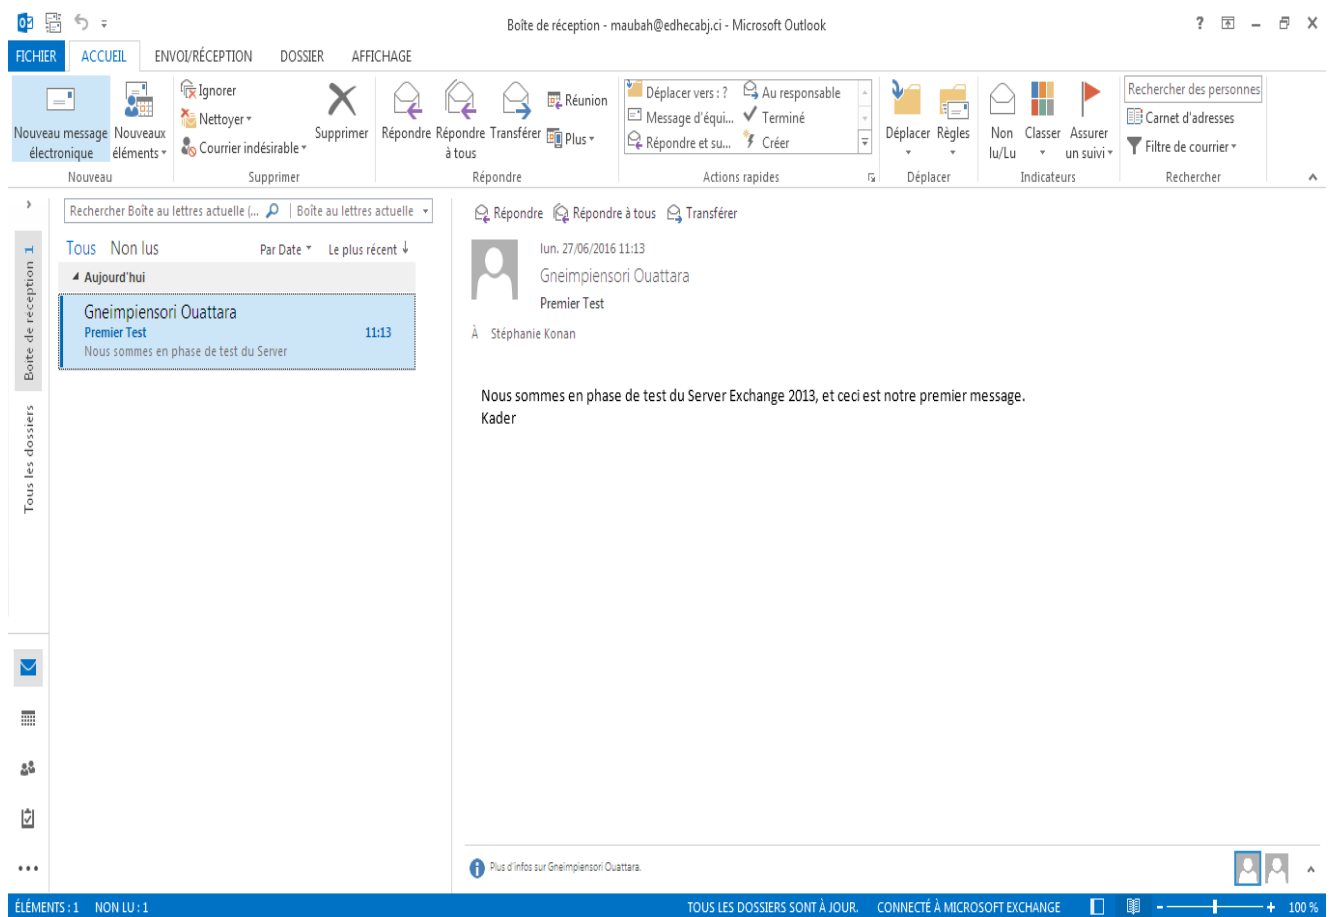 Boîte de réception - maubah@edhecabj.ci - Microsoft Outlook
FICHIER ACCUEIL ENVOI/RÉCEPTION DOSSIER AFFICHAGE
Nouveau message électronique
Nouveaux éléments
Nouveau
Ignorer
Nettoyer
Courrier indésirable
Supprimer
Supprimer
Répondre
Répondre à tous
Transférer
Réunion
Plus
Répondre
Déplacer vers : ?
Message d'équi...
Répondre et su...
Au responsable
Terminé
Créer
Actions rapides
Déplacer
Règles
Déplacer
Non lu/Lu
Classer
Assurer un suivi
Indicateurs
Rechercher des personnes
Carnet d'adresses
Filtre de courrier
Rechercher
Boîte de réception 1
Tous les dossiers
Rechercher Boîte au lettres actuelle (... Boîte au lettres actuelle
Tous Non lus Par Date Le plus récent
Aujourd'hui
Gneimpiensori Ouattara
Premier Test 11:13
Nous sommes en phase de test du Server
Répondre Répondre à tous Transférer
lun. 27/06/2016 11:13
Gneimpiensori Ouattara
Premier Test
À Stéphanie Konan
Nous sommes en phase de test du Server Exchange 2013, et ceci est notre premier message.
Kader
Plus d'infos sur Gneimpiensori Ouattara.
ÉLÉMENTS : 1 NON LU : 1 TOUS LES DOSSIERS SONT À JOUR. CONNECTÉ À MICROSOFT EXCHANGE 100 %